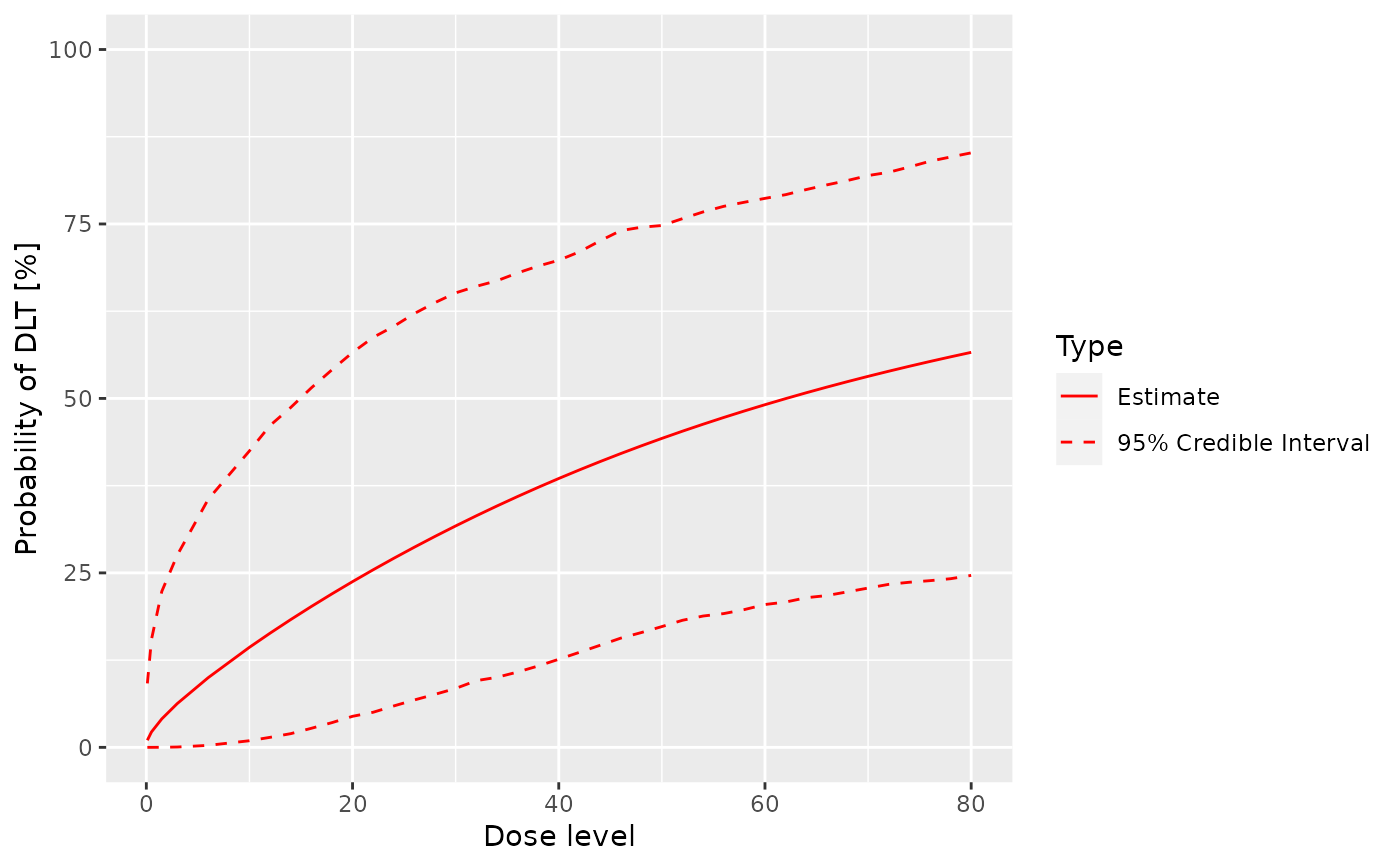 Probability of DLT [%]
100
75
50
25
0
0 20 40 60 80
Dose level
Type
Estimate
95% Credible Interval